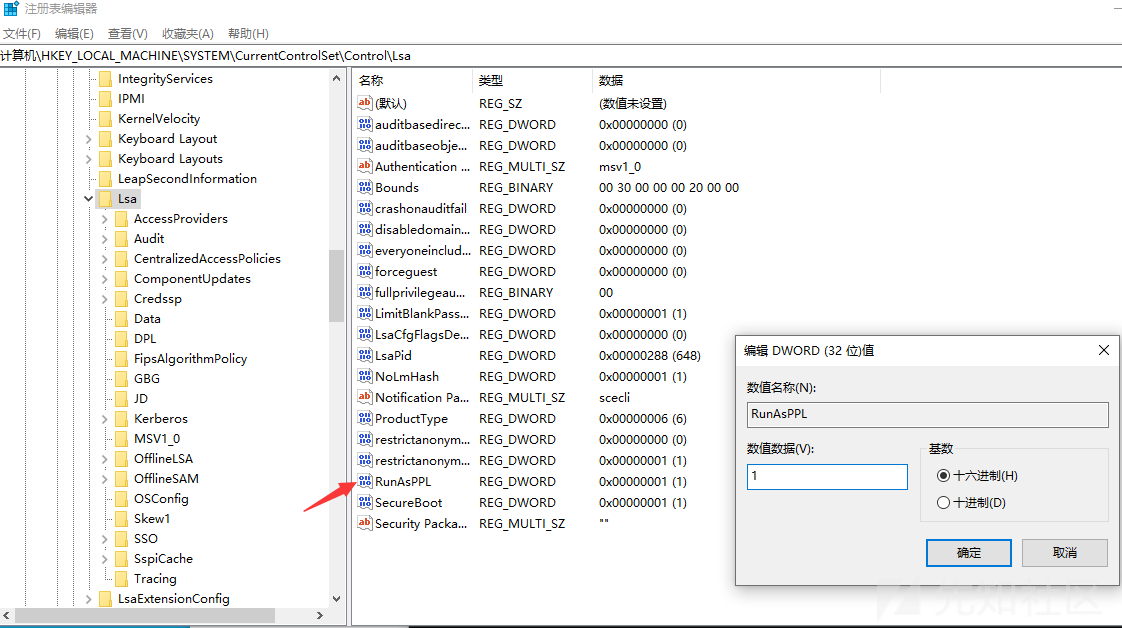 注册表编辑器
文件(F) 编辑(E) 查看(V) 收藏夹(A) 帮助(H)
计算机\HKEY_LOCAL_MACHINE\SYSTEM\CurrentControlSet\Control\Lsa
IntegrityServices
IPMI
KernelVelocity
Keyboard Layout
Keyboard Layouts
LeapSecondInformation
Lsa
AccessProviders
Audit
CentralizedAccessPolicies
ComponentUpdates
Credssp
Data
DPL
FipsAlgorithmPolicy
GBG
JD
Kerberos
MSV1_0
OfflineLSA
OfflineSAM
OSConfig
Skew1
SSO
SspiCache
Tracing
LsaExtensionConfig
名称 类型 数据
(默认) REG_SZ (数值未设置)
auditbasedirec... REG_DWORD 0x00000000 (0)
auditbaseobje... REG_DWORD 0x00000000 (0)
Authentication ... REG_MULTI_SZ msv1_0
Bounds REG_BINARY 00 30 00 00 00 20 00 00
crashonauditfail REG_DWORD 0x00000000 (0)
disabledomain... REG_DWORD 0x00000000 (0)
everyoneinclud... REG_DWORD 0x00000000 (0)
forceguest REG_DWORD 0x00000000 (0)
fullprivilegeau... REG_BINARY 00
LimitBlankPass... REG_DWORD 0x00000001 (1)
LsaCfgFlagsDe... REG_DWORD 0x00000000 (0)
LsaPid REG_DWORD 0x00000288 (648)
NoLmHash REG_DWORD 0x00000001 (1)
Notification Pa... REG_MULTI_SZ scecli
ProductType REG_DWORD 0x00000006 (6)
restrictanonym... REG_DWORD 0x00000000 (0)
restrictanonym... REG_DWORD 0x00000001 (1)
RunAsPPL REG_DWORD 0x00000001 (1)
SecureBoot REG_DWORD 0x00000001 (1)
Security Packa... REG_MULTI_SZ ""
编辑 DWORD (32 位)值
数值名称(N):
RunAsPPL
数值数据(V):
1
基数
十六进制(H)
十进制(D)
确定 取消
先知社区